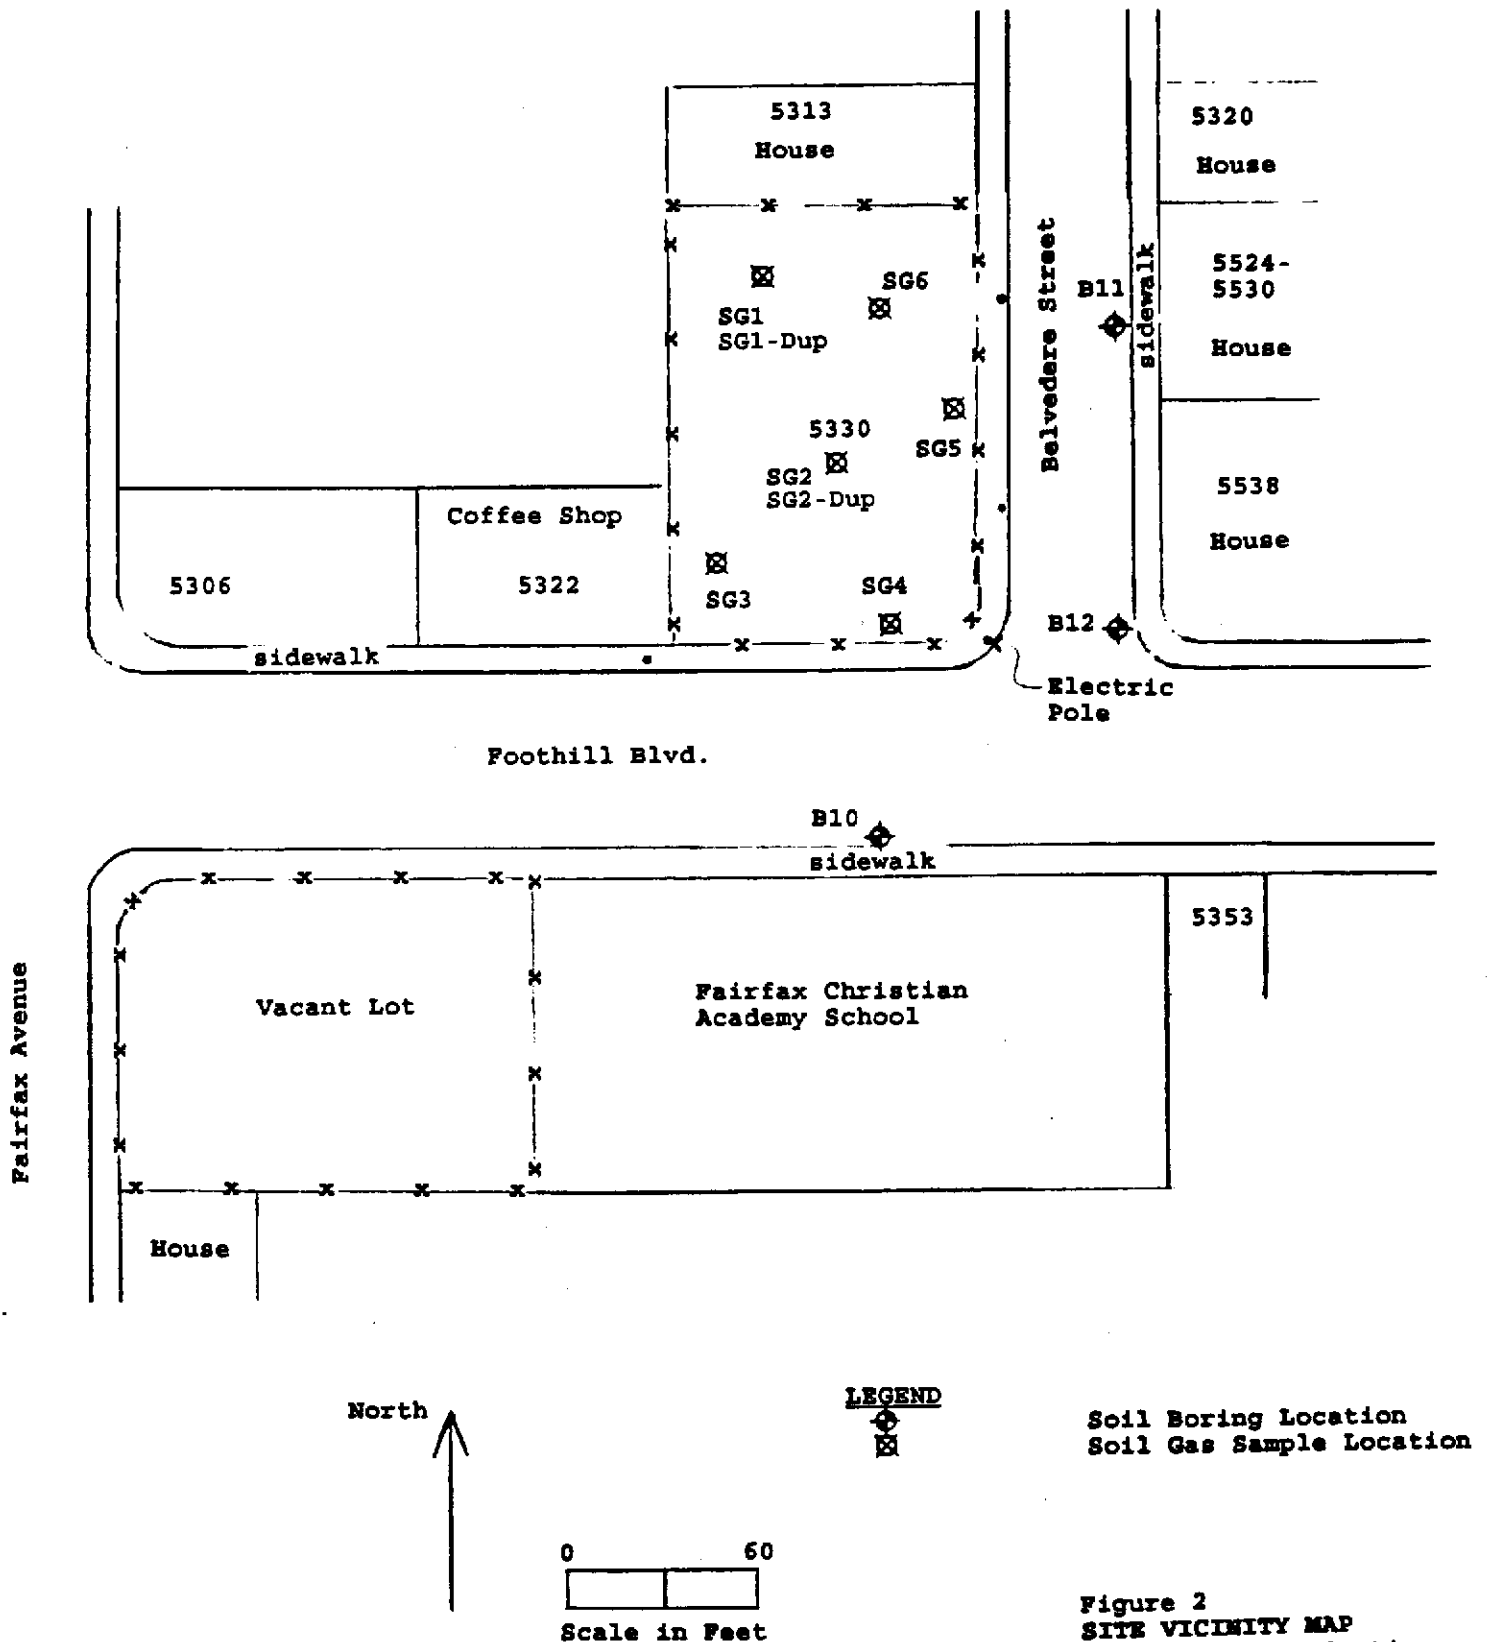 5313
House
5320
House
Belvedere Street
sidewalk
5524-
5530
House
B11
SG6
SG1
SG1-Dup
5330
SG5
SG2
SG2-Dup
5538
House
Coffee Shop
5306
5322
SG3
SG4
B12
sidewalk
Electric
Pole
Foothill Blvd.
B10
sidewalk
5353
Fairfax Avenue
Vacant Lot
Fairfax Christian
Academy School
House
North
LEGEND
Soil Boring Location
Soil Gas Sample Location
0 60
Scale in Feet
Figure 2
SITE VICINITY MAP